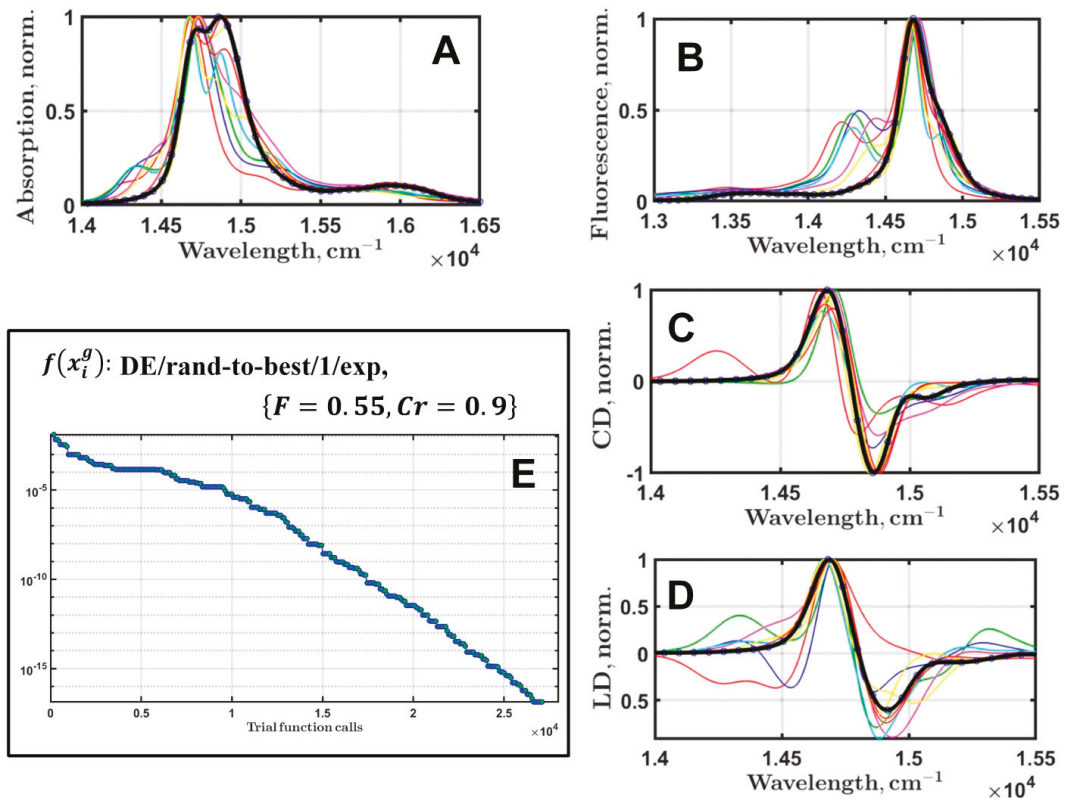 A
Absorption, norm.
1
0.5
0
1.4 1.45 1.5 1.55 1.6 1.65
Wavelength, cm⁻¹
×10⁴
B
Fluorescence, norm.
1
0.5
0
1.3 1.35 1.4 1.45 1.5 1.55
Wavelength, cm⁻¹
×10⁴
C
CD, norm.
1
0
-1
1.4 1.45 1.5 1.55
Wavelength, cm⁻¹
×10⁴
D
LD, norm.
1
0.5
0
0.5
1.4 1.45 1.5 1.55
Wavelength, cm⁻¹
×10⁴
f(xᵢᵍ): DE/rand-to-best/1/exp,
{F = 0.55, Cr = 0.9}
E
10⁻⁵
10⁻¹⁰
10⁻¹⁵
0 0.5 1 1.5 2 2.5
Trial function calls
×10⁴